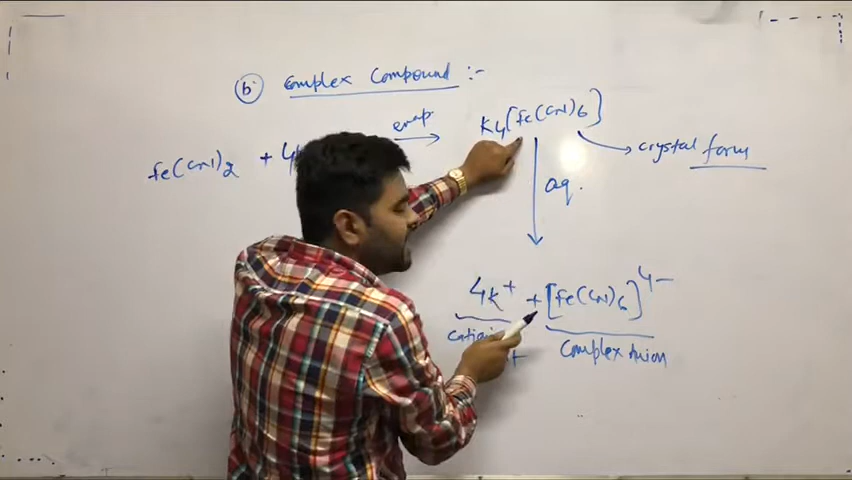 (b) Complex Compound :-
fe(CN)2 + 4K evap. K4[fe(CN)6]
crystal form
aq.
4K+ + [fe(CN)6]4-
cation Complex Anion
+